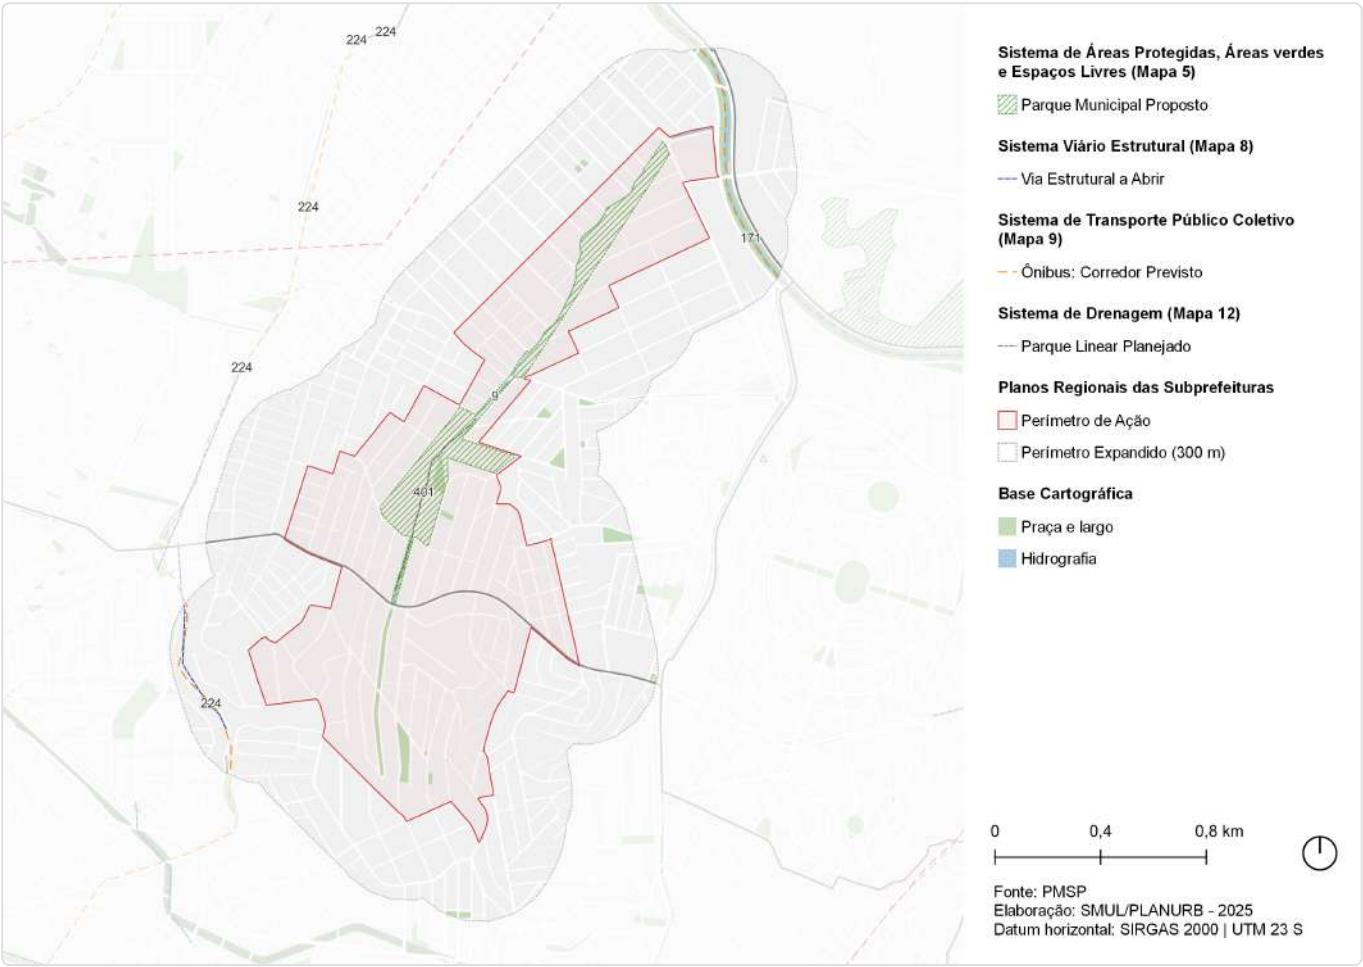 224
224
224
171
224
9
401
224
Sistema de Áreas Protegidas, Áreas verdes
e Espaços Livres (Mapa 5)
Parque Municipal Proposto
Sistema Viário Estrutural (Mapa 8)
Via Estrutural a Abrir
Sistema de Transporte Público Coletivo
(Mapa 9)
Ônibus: Corredor Previsto
Sistema de Drenagem (Mapa 12)
Parque Linear Planejado
Planos Regionais das Subprefeituras
Perímetro de Ação
Perímetro Expandido (300 m)
Base Cartográfica
Praça e largo
Hidrografia
0 0,4 0,8 km
Fonte: PMSP
Elaboração: SMUL/PLANURB - 2025
Datum horizontal: SIRGAS 2000 | UTM 23 S